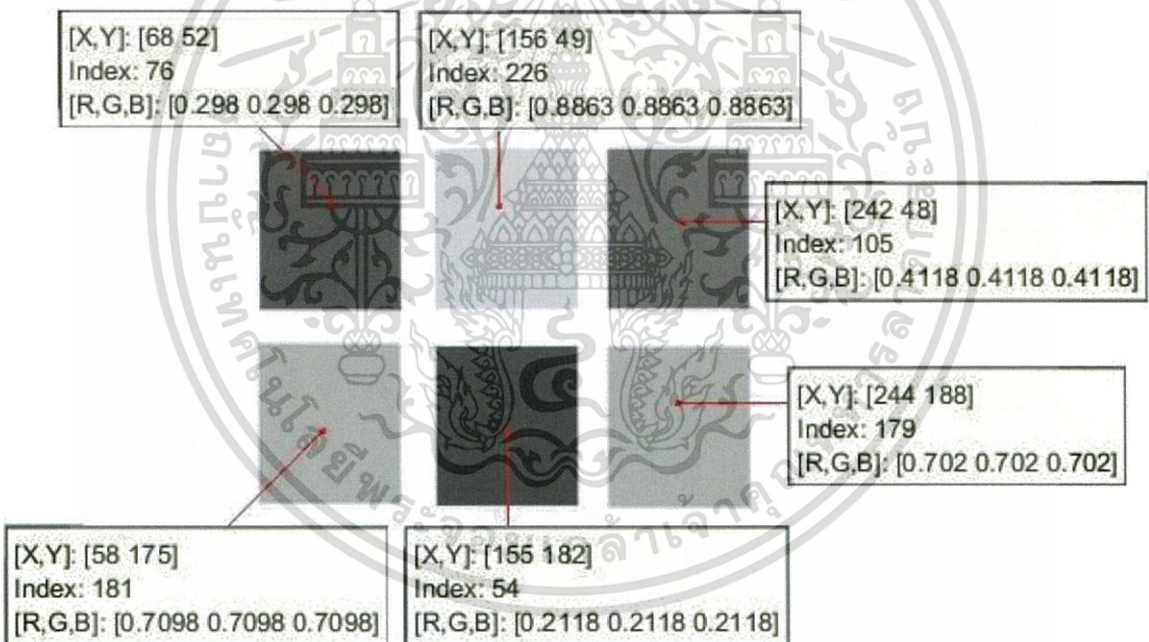 [X,Y]: [68 52]
Index: 76
[R,G,B]: [0.298 0.298 0.298]
[X,Y]: [156 49]
Index: 226
[R,G,B]: [0.8863 0.8863 0.8863]
[X,Y]: [242 48]
Index: 105
[R,G,B]: [0.4118 0.4118 0.4118]
[X,Y]: [244 188]
Index: 179
[R,G,B]: [0.702 0.702 0.702]
[X,Y]: [58 175]
Index: 181
[R,G,B]: [0.7098 0.7098 0.7098]
[X,Y]: [155 182]
Index: 54
[R,G,B]: [0.2118 0.2118 0.2118]